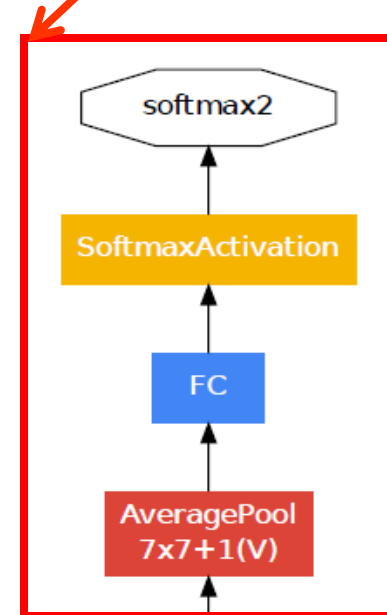 softmax2
SoftmaxActivation
FC
AveragePool
7x7+1(V)